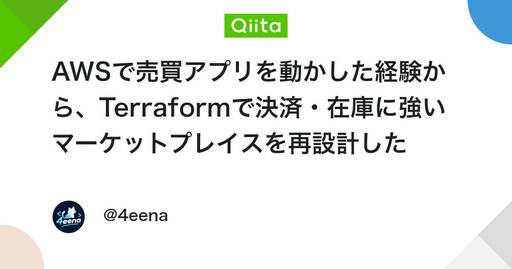 Qiita
AWSで売買アプリを動かした経験か
ら、Terraformで決済・在庫に強い
マーケットプレイスを再設計した
4eena
@4eena